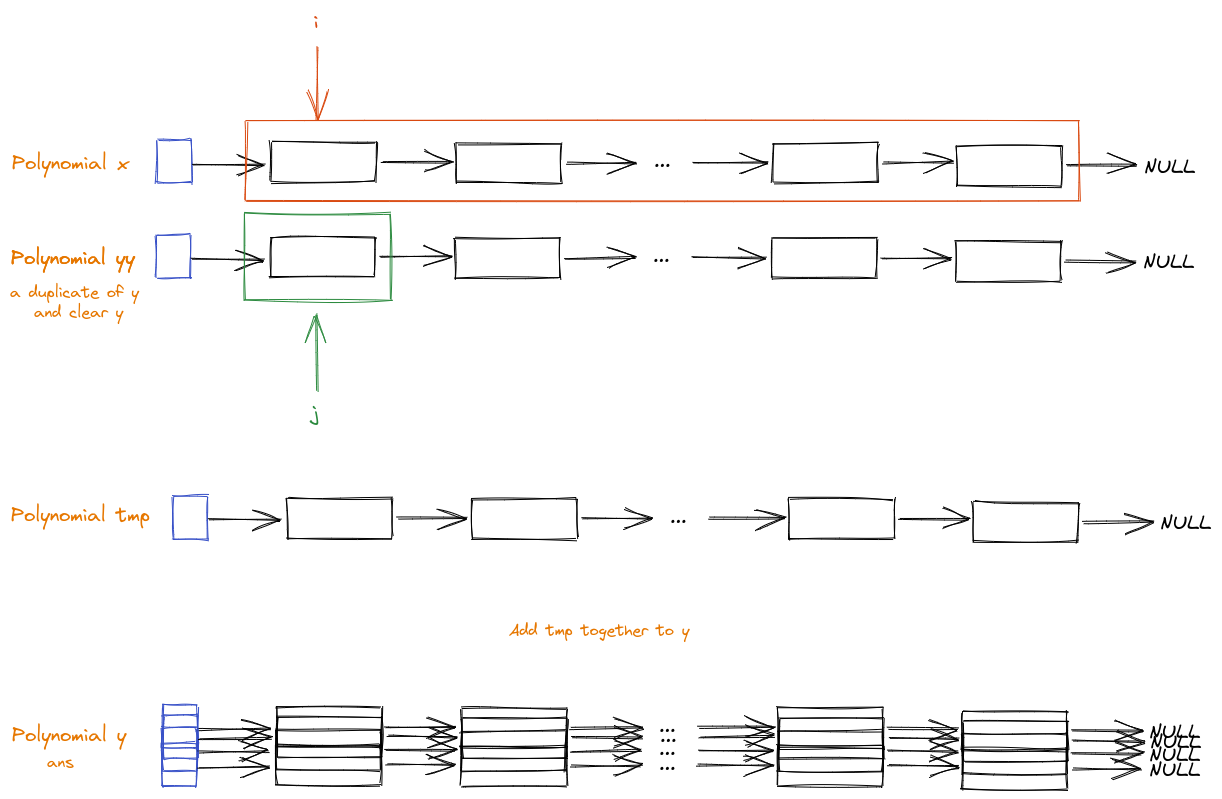 i
Polynomial x
...
NULL
Polynomial yy
...
NULL
a duplicate of y
and clear y
j
Polynomial tmp
...
NULL
Add tmp together to y
Polynomial y
ans
...
...
...
...
NULL
NULL
NULL
NULL